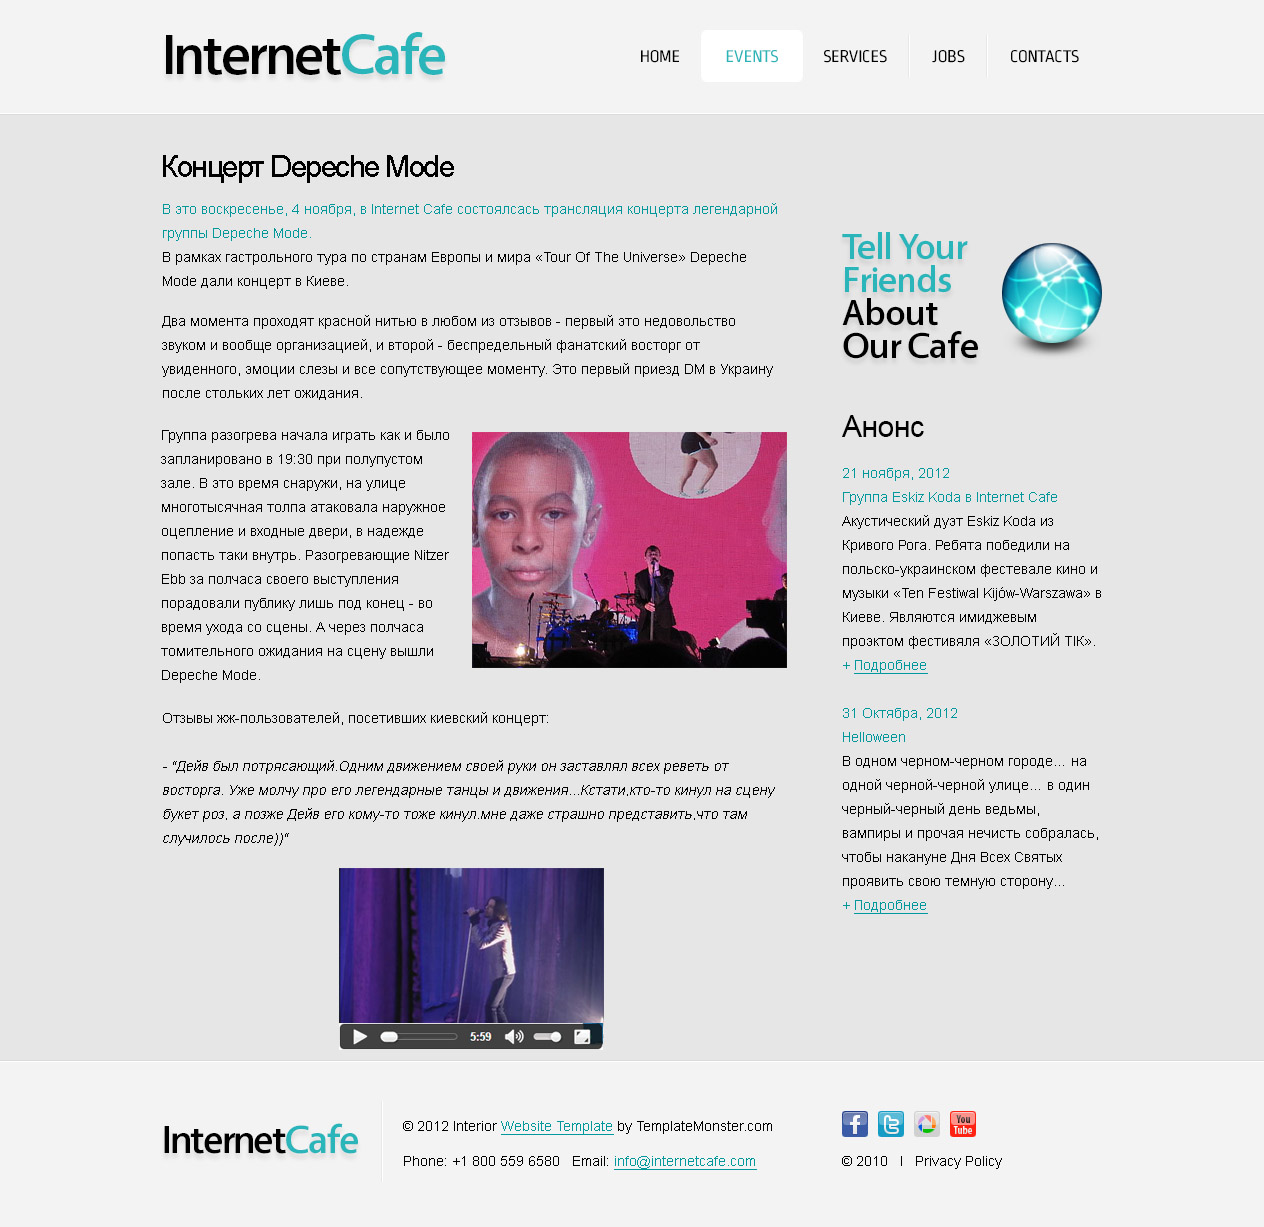 InternetCafe
HOME
EVENTS
SERVICES
JOBS
CONTACTS
Концерт Depeche Mode
В это воскресенье, 4 ноября, в Internet Cafe состоялсась трансляция концерта легендарной
группы Depeche Mode.
В рамках гастрольного тура по странам Европы и мира «Tour Of The Universe» Depeche
Mode дали концерт в Киеве.
Два момента проходят красной нитью в любом из отзывов - первый это недовольство
звуком и вообще организацией, и второй - беспредельный фанатский восторг от
увиденного, эмоции слезы и все сопутствующее моменту. Это первый приезд DM в Украину
после стольких лет ожидания.
Группа разогрева начала играть как и было
запланировано в 19:30 при полупустом
зале. В это время снаружи, на улице
многотысячная толпа атаковала наружное
оцепление и входные двери, в надежде
попасть таки внутрь. Разогревающие Nitzer
Ebb за полчаса своего выступления
порадовали публику лишь под конец - во
время ухода со сцены. А через полчаса
томительного ожидания на сцену вышли
Depeche Mode.
Отзывы жж-пользователей, посетивших киевский концерт:
- "Дейв был потрясающий.Одним движением своей руки он заставлял всех реветь от
восторга. Уже молчу про его легендарные танцы и движения...Кстати,кто-то кинул на сцену
букет роз, а позже Дейв его кому-то тоже кинул.мне даже страшно представить,что там
случилось после))"
5:59
Tell Your
Friends
About
Our Cafe
Анонс
21 ноября, 2012
Группа Eskiz Koda в Internet Cafe
Акустический дуэт Eskiz Koda из
Кривого Рога. Ребята победили на
польско-украинском фестевале кино и
музыки «Ten Festiwal Kijów-Warszawa» в
Киеве. Являются имиджевым
проэктом фестивяля «ЗОЛОТИЙ ТІК».
+ Подробнее
31 Октября, 2012
Helloween
В одном черном-черном городе... на
одной черной-черной улице... в один
черный-черный день ведьмы,
вампиры и прочая нечисть собралась,
чтобы накануне Дня Всех Святых
проявить свою темную сторону...
+ Подробнее
InternetCafe
© 2012 Interior Website Template by TemplateMonster.com
Phone: +1 800 559 6580 Email: info@internetcafe.com
You
Tube
© 2010 | Privacy Policy